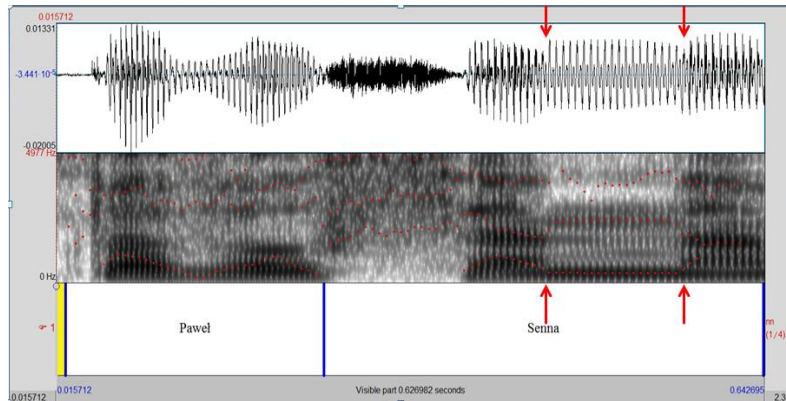 0.015712
0.01331
-3.441·10-5
-0.02005
4977 Hz
0 Hz
1
Paweł
Senna
nn
(1/4)
0.015712
Visible part 0.626982 seconds
0.642695
0.015712
2.3